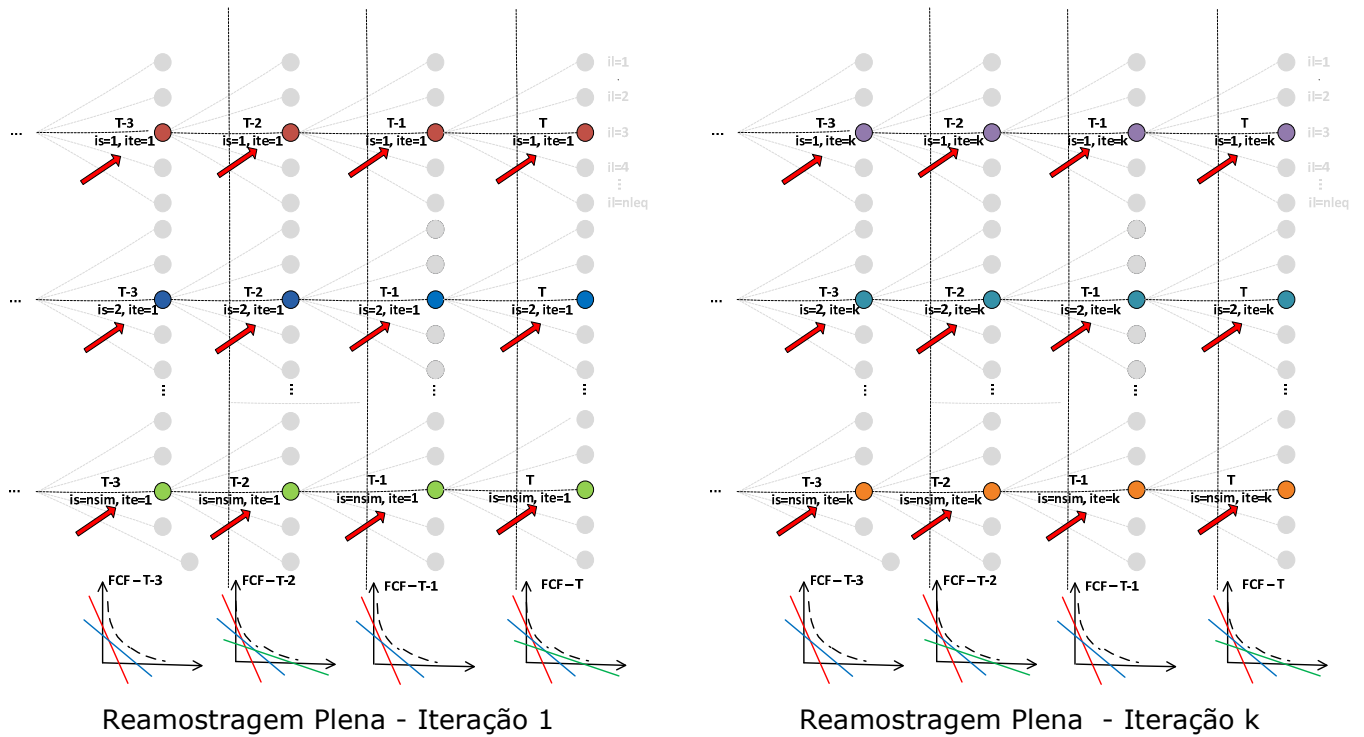 il=1
.
il=2
... T-3 T-2 T-1 T il=3
is=1, ite=1 is=1, ite=1 is=1, ite=1 is=1, ite=1
il=4
...
il=nleq
... T-3 T-2 T-1 T
is=2, ite=1 is=2, ite=1 is=2, ite=1 is=2, ite=1
... ... ... ...
... T-3 T-2 T-1 T
is=nsim, ite=1 is=nsim, ite=1 is=nsim, ite=1 is=nsim, ite=1
FCF–T-3 FCF–T-2 FCF–T-1 FCF–T
Reamostragem Plena - Iteração 1
il=1
.
il=2
... T-3 T-2 T-1 T il=3
is=1, ite=k is=1, ite=k is=1, ite=k is=1, ite=k
il=4
...
il=nleq
... T-3 T-2 T-1 T
is=2, ite=k is=2, ite=k is=2, ite=k is=2, ite=k
... ... ... ...
... T-3 T-2 T-1 T
is=nsim, ite=k is=nsim, ite=k is=nsim, ite=k is=nsim, ite=k
FCF–T-3 FCF–T-2 FCF–T-1 FCF–T
Reamostragem Plena - Iteração k